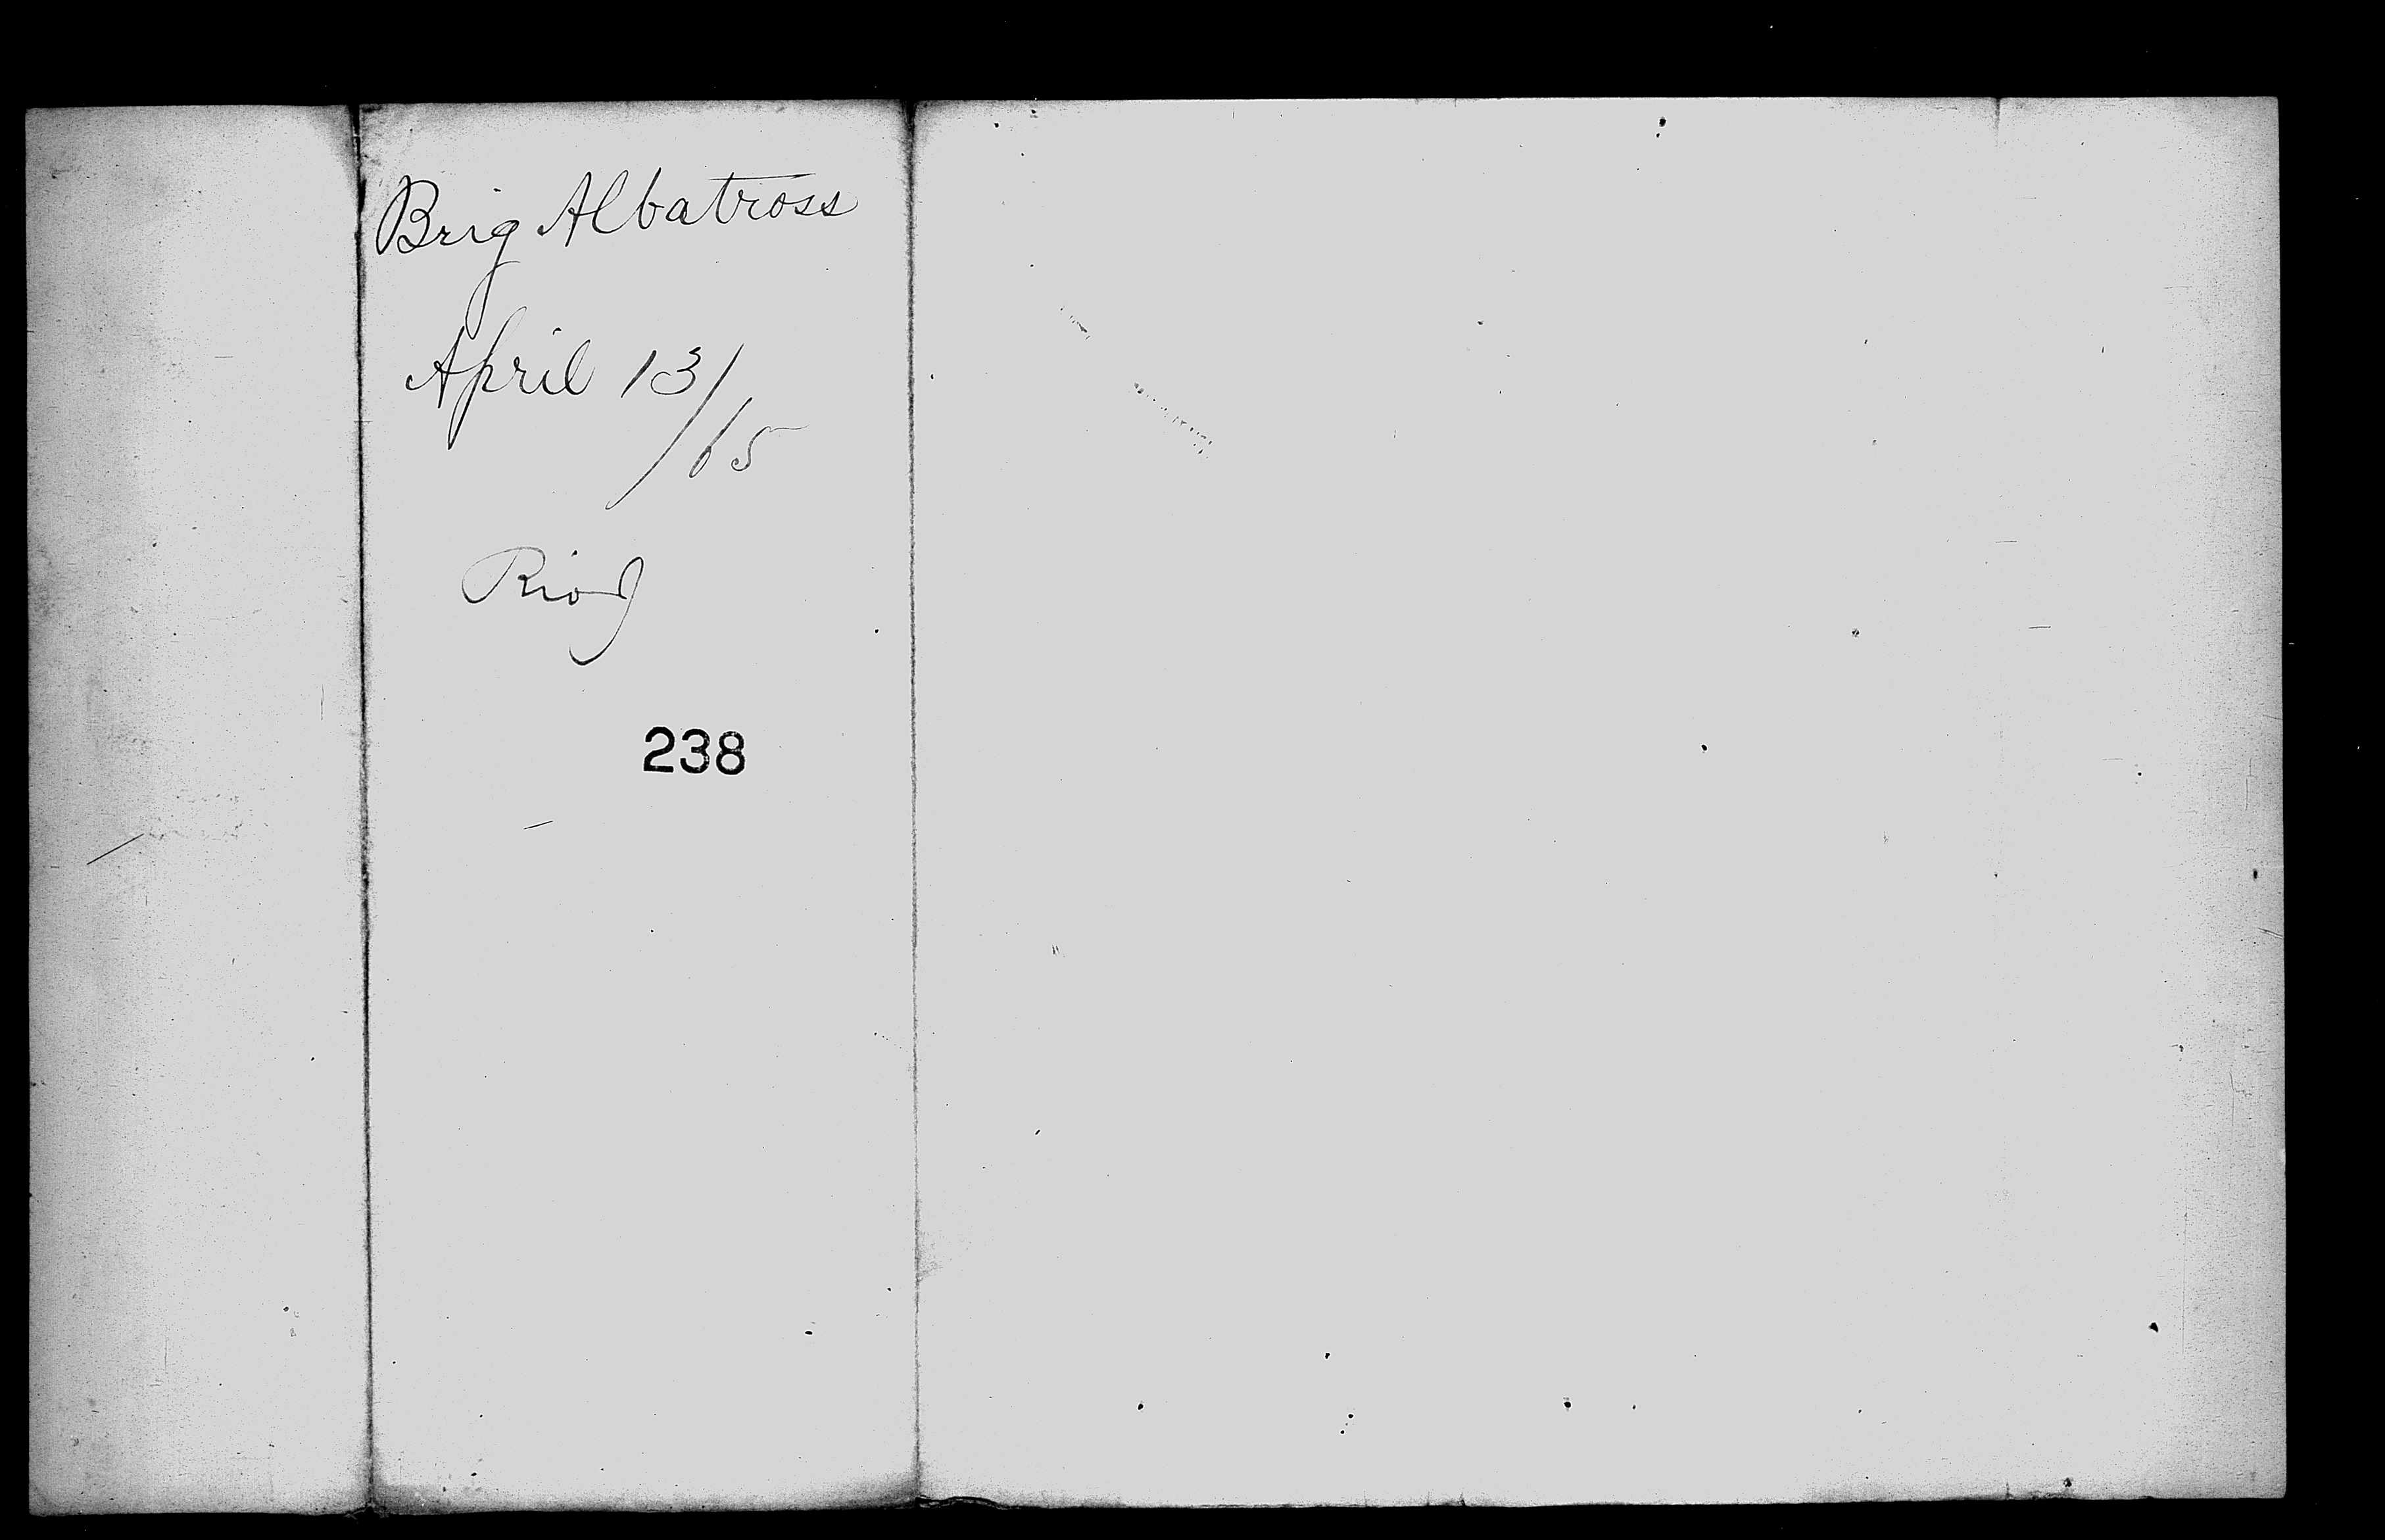 Brig Albatross
April 13/65
Rio J
238